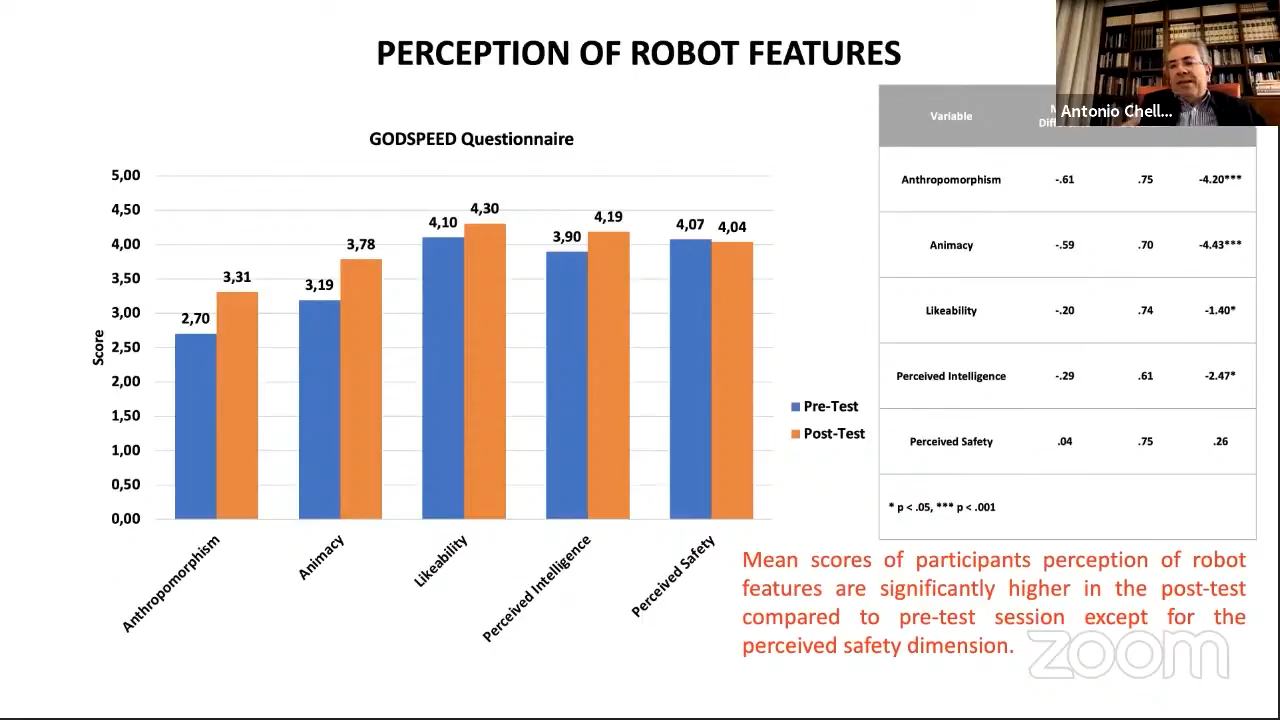 PERCEPTION OF ROBOT FEATURES
Antonio Chell...
GODSPEED Questionnaire
5,00
4,50
4,00
3,50
3,00
2,50
2,00
1,50
1,00
0,50
0,00
Score
2,70
3,31
3,19
3,78
4,10
4,30
3,90
4,19
4,07
4,04
Anthropomorphism
Animacy
Likeability
Perceived Intelligence
Perceived Safety
Pre-Test
Post-Test
Variable
Anthropomorphism -.61 .75 -4.20***
Animacy -.59 .70 -4.43***
Likeability -.20 .74 -1.40*
Perceived Intelligence -.29 .61 -2.47*
Perceived Safety .04 .75 .26
* p < .05, *** p < .001
Mean scores of participants perception of robot
features are significantly higher in the post-test
compared to pre-test session except for the
perceived safety dimension.
zoom